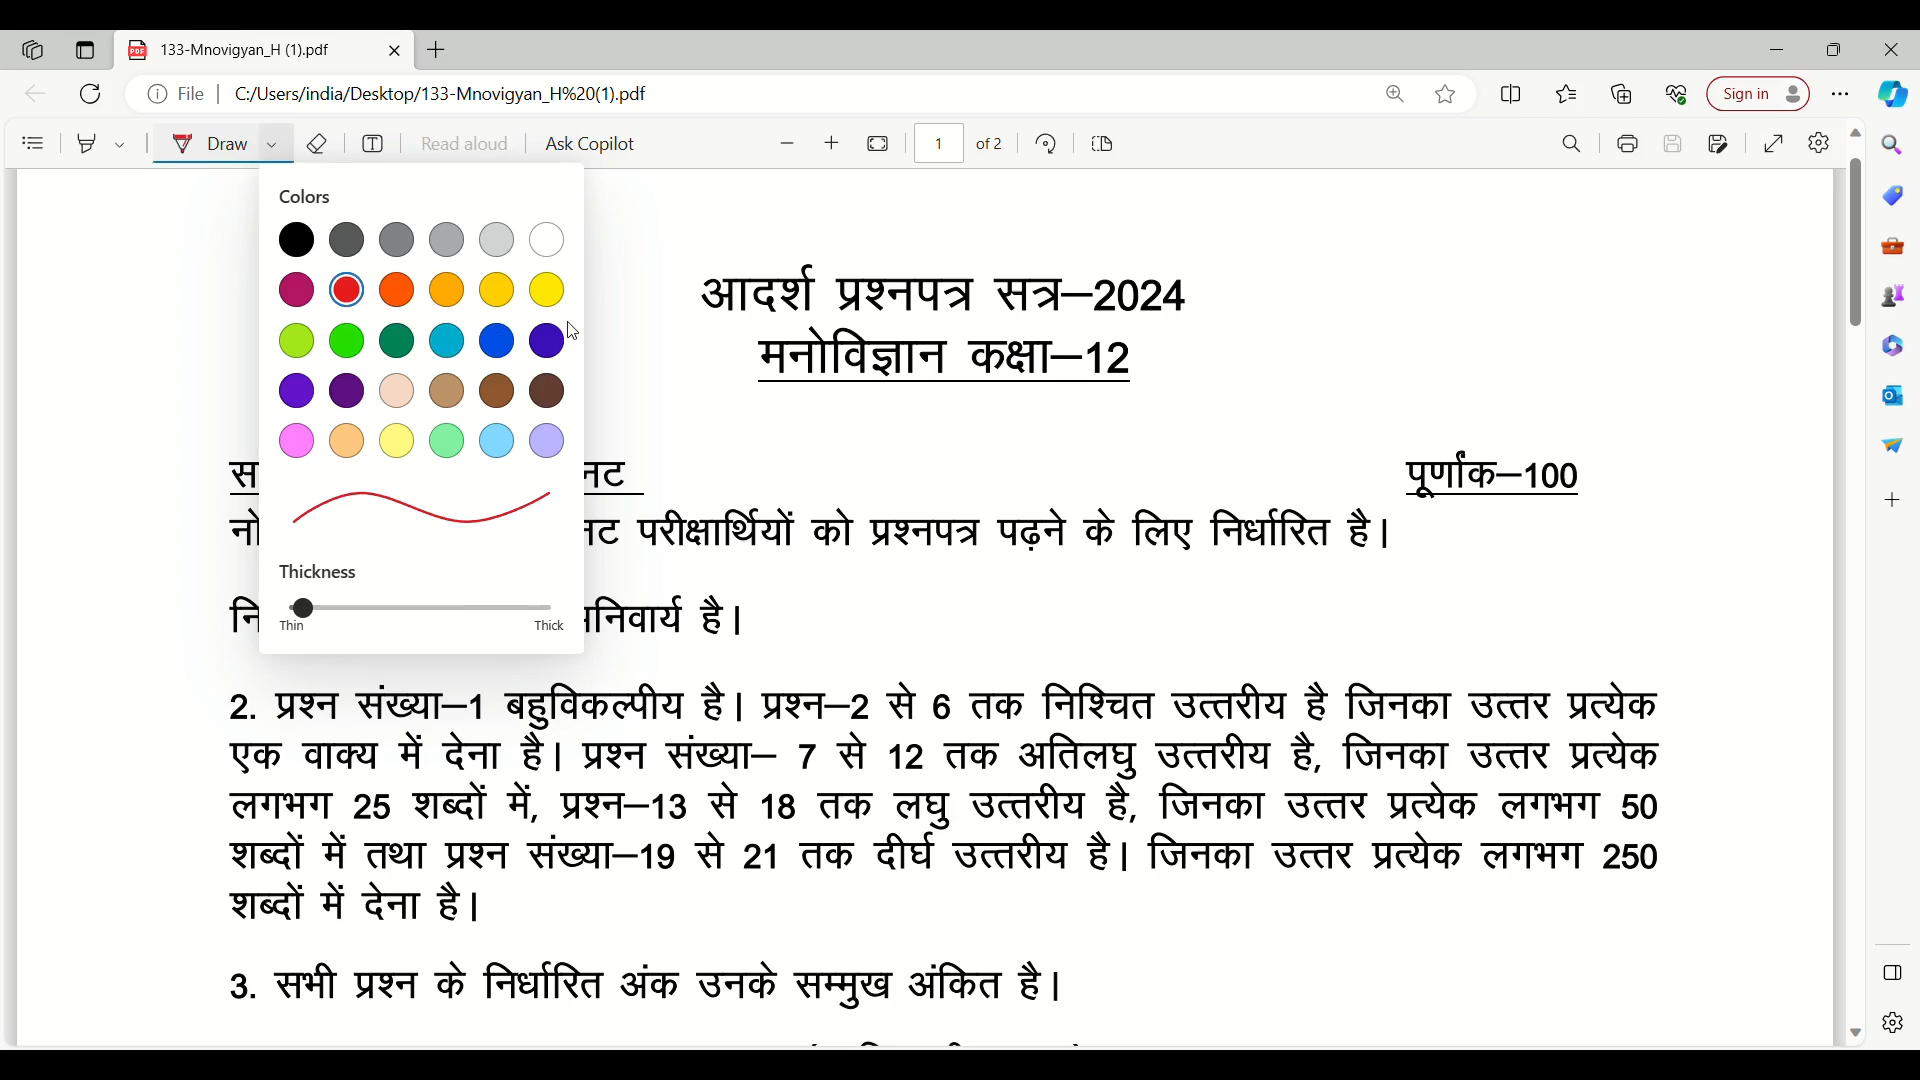 133-Mnovigyan_H (1).pdf
File
C:/Users/india/Desktop/133-Mnovigyan_H%20(1).pdf
Sign in
Draw
Read aloud
Ask Copilot
1
of 2
Colors
Thickness
Thin
Thick
आदर्श प्रश्नपत्र सत्र–2024
मनोविज्ञान कक्षा–12
पूर्णांक–100
परीक्षार्थियों को प्रश्नपत्र पढ़ने के लिए निर्धारित है।
है।
2. प्रश्न संख्या–1 बहुविकल्पीय है। प्रश्न–2 से 6 तक निश्चित उत्तरीय है जिनका उत्तर प्रत्येक
एक वाक्य में देना है। प्रश्न संख्या– 7 से 12 तक अतिलघु उत्तरीय है, जिनका उत्तर प्रत्येक
लगभग 25 शब्दों में, प्रश्न–13 से 18 तक लघु उत्तरीय है, जिनका उत्तर प्रत्येक लगभग 50
शब्दों में तथा प्रश्न संख्या–19 से 21 तक दीर्घ उत्तरीय है। जिनका उत्तर प्रत्येक लगभग 250
शब्दों में देना है।
3. सभी प्रश्न के निर्धारित अंक उनके सम्मुख अंकित है।